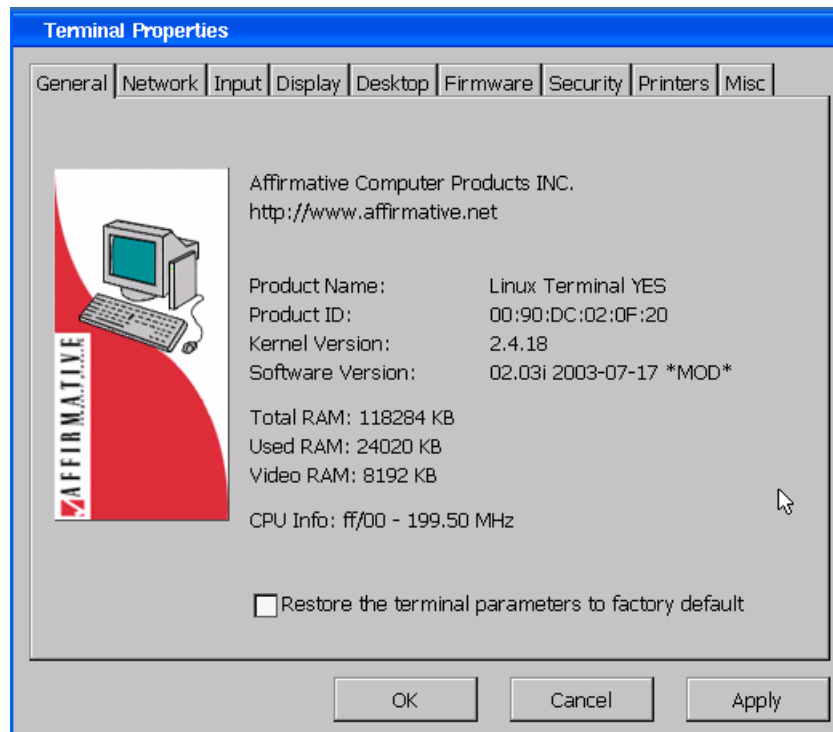 Terminal Properties
General Network Input Display Desktop Firmware Security Printers Misc
Affirmative Computer Products INC.
http://www.affirmative.net
Product Name: Linux Terminal YES
Product ID: 00:90:DC:02:0F:20
Kernel Version: 2.4.18
Software Version: 02.03i 2003-07-17 *MOD*
Total RAM: 118284 KB
Used RAM: 24020 KB
Video RAM: 8192 KB
CPU Info: ff/00 - 199.50 MHz
AFFIRMATIVE
Restore the terminal parameters to factory default
OK Cancel Apply